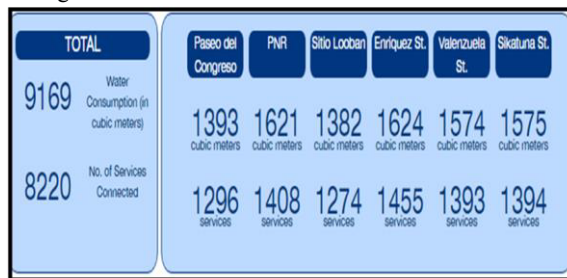 TOTAL
9169 Water Consumption (in cubic meters)
8220 No. of Services Connected
Paseo del Congreso PNR Sitio Looban Enriquez St. Valenzuela St. Sikatuna St.
1393 1621 1382 1624 1574 1575
cubic meters cubic meters cubic meters cubic meters cubic meters cubic meters
1296 1408 1274 1455 1393 1394
services services services services services services